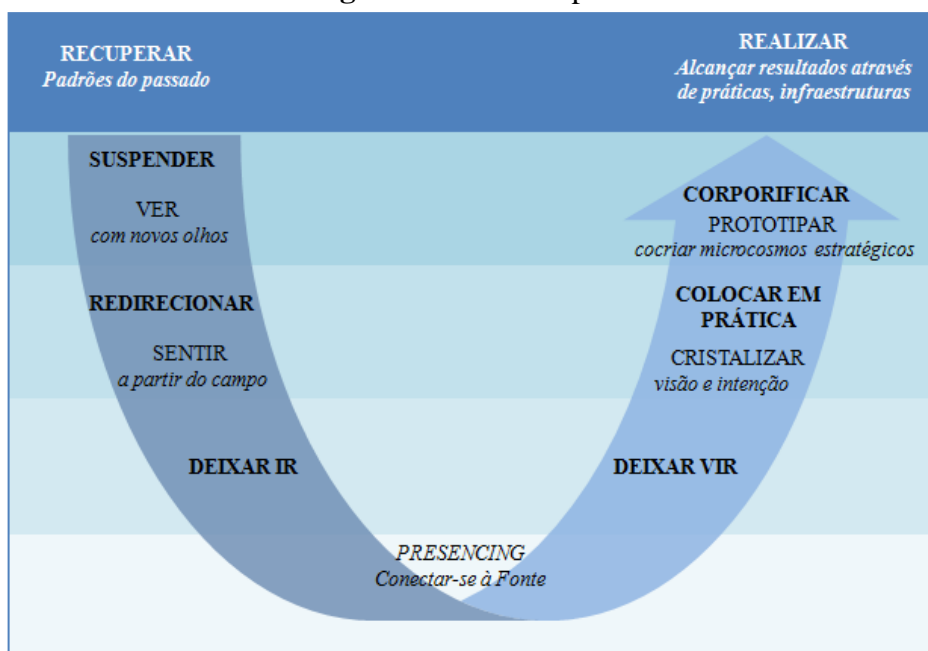 RECUPERAR
Padrões do passado
REALIZAR
Alcançar resultados através
de práticas, infraestruturas
SUSPENDER
VER
com novos olhos
REDIRECIONAR
SENTIR
a partir do campo
DEIXAR IR
PRESENCING
Conectar-se à Fonte
DEIXAR VIR
COLOCAR EM
PRÁTICA
CRISTALIZAR
visão e intenção
CORPORIFICAR
PROTOTIPAR
cocriar microcosmos estratégicos